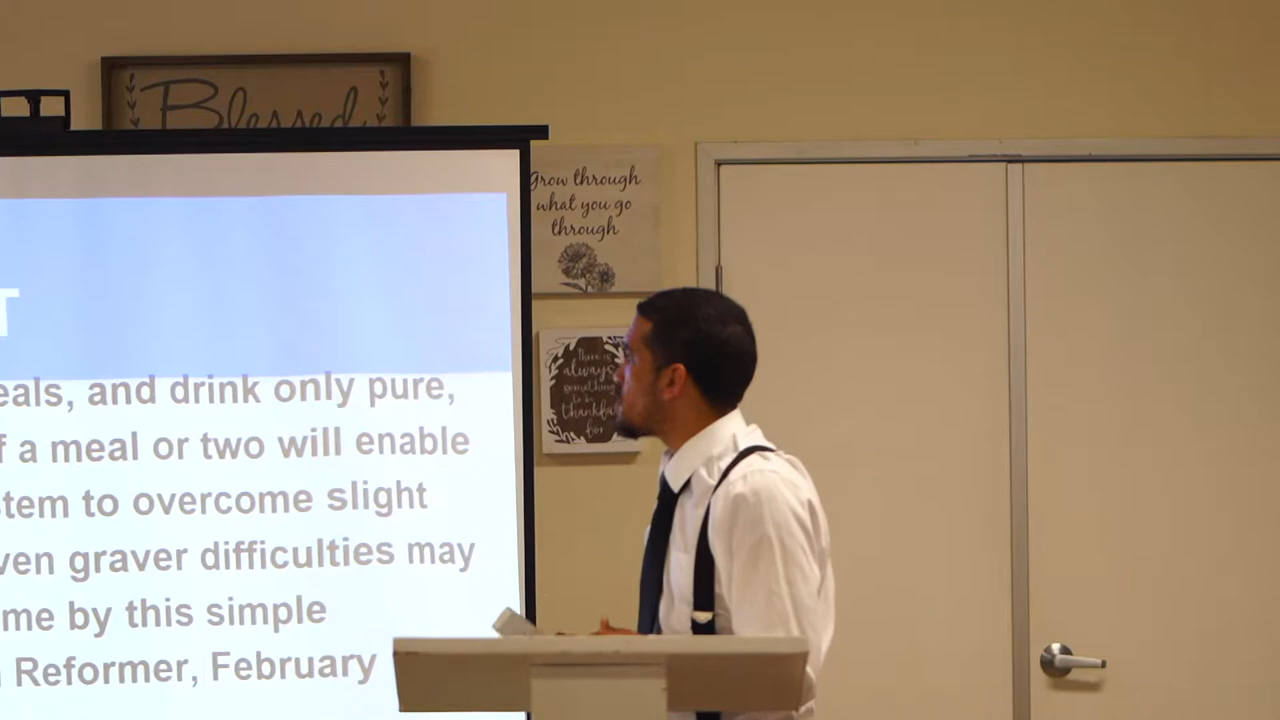 Blessed
Grow through
what you go
through
There is
always
something
to be
thankful
for
T
eals, and drink only pure,
f a meal or two will enable
stem to overcome slight
ven graver difficulties may
me by this simple
Reformer, February